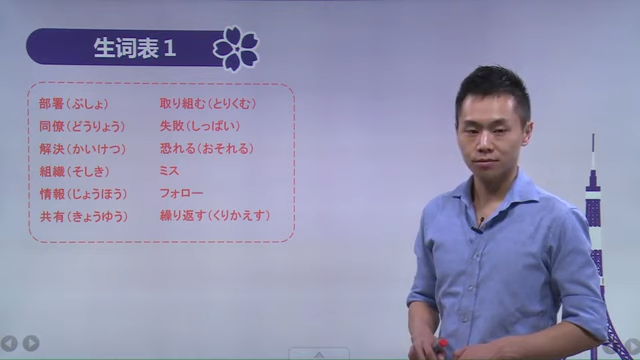 生词表1
部署(ぶしょ)
同僚(どうりょう)
解決(かいけつ)
組織(そしき)
情報(じょうほう)
共有(きょうゆう)
取り組む(とりくむ)
失敗(しっぱい)
恐れる(おそれる)
ミス
フォロー
繰り返す(くりかえす)